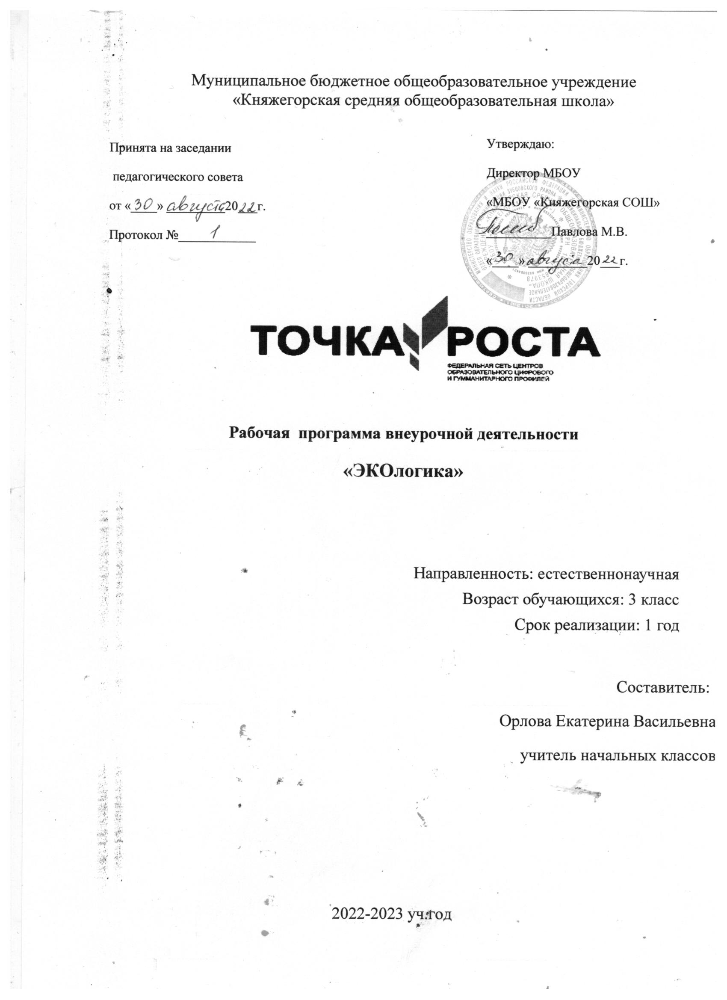 Муниципальное бюджетное общеобразовательное учреждение
«Княжегорская средняя общеобразовательная школа»
Принята на заседании
педагогического совета
от «30» августа 2022г.
Протокол № 1
Утверждаю:
Директор МБОУ
«МБОУ «Княжегорская СОШ»
Павлова М.В.
«30» августа 2022г.
ТОЧКА РОСТА
ФЕДЕРАЛЬНАЯ СЕТЬ ЦЕНТРОВ
ОБРАЗОВАТЕЛЬНОГО ЦИФРОВОГО
И ГУММАНИТАРНОГО ПРОФИЛЕЙ
Рабочая программа внеурочной деятельности
«ЭКОлогика»
Направленность: естественнонаучная
Возраст обучающихся: 3 класс
Срок реализации: 1 год
Составитель:
Орлова Екатерина Васильевна
учитель начальных классов
2022-2023 уч.год